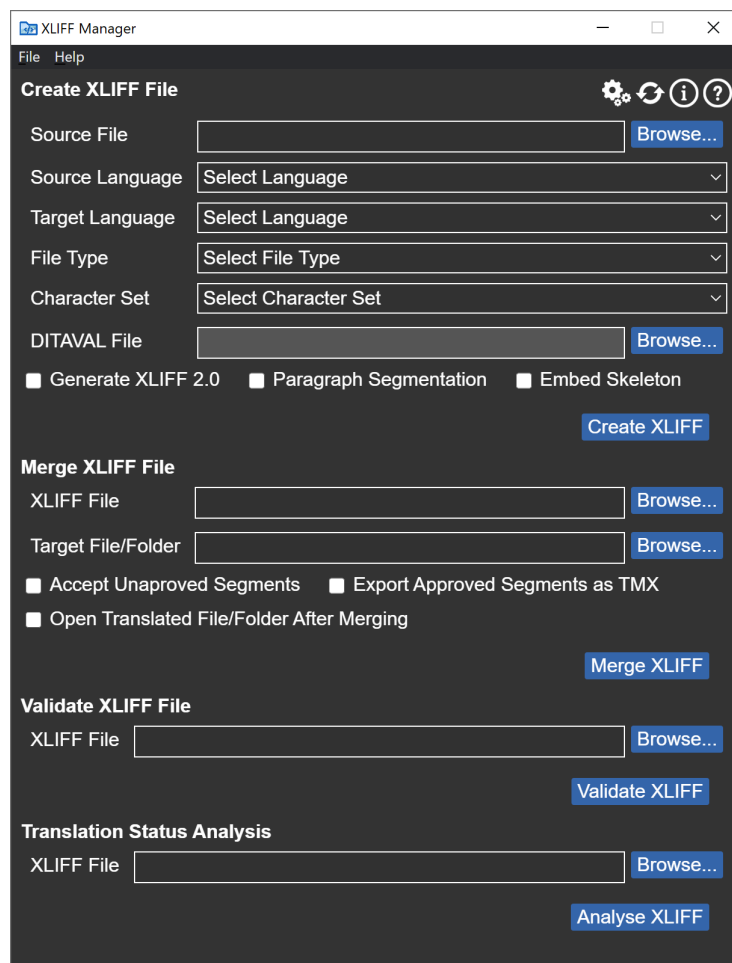 XLIFF Manager
File Help
Create XLIFF File
Source File Browse...
Source Language Select Language
Target Language Select Language
File Type Select File Type
Character Set Select Character Set
DITAVAL File Browse...
Generate XLIFF 2.0 Paragraph Segmentation Embed Skeleton
Create XLIFF
Merge XLIFF File
XLIFF File Browse...
Target File/Folder Browse...
Accept Unaproved Segments Export Approved Segments as TMX
Open Translated File/Folder After Merging
Merge XLIFF
Validate XLIFF File
XLIFF File Browse...
Validate XLIFF
Translation Status Analysis
XLIFF File Browse...
Analyse XLIFF